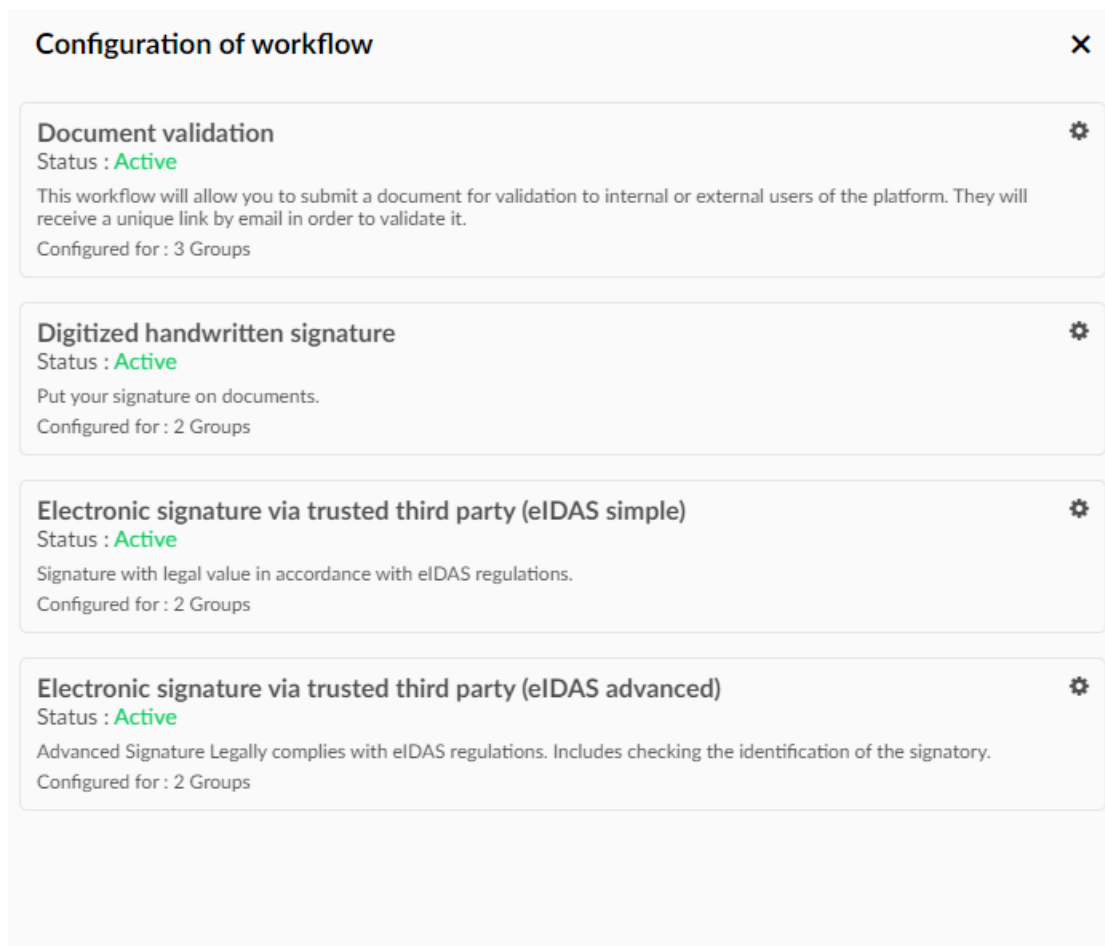 Configuration of workflow
Document validation
Status : Active
This workflow will allow you to submit a document for validation to internal or external users of the platform. They will
receive a unique link by email in order to validate it.
Configured for : 3 Groups
Digitized handwritten signature
Status : Active
Put your signature on documents.
Configured for : 2 Groups
Electronic signature via trusted third party (eIDAS simple)
Status : Active
Signature with legal value in accordance with eIDAS regulations.
Configured for : 2 Groups
Electronic signature via trusted third party (eIDAS advanced)
Status : Active
Advanced Signature Legally complies with eIDAS regulations. Includes checking the identification of the signatory.
Configured for : 2 Groups